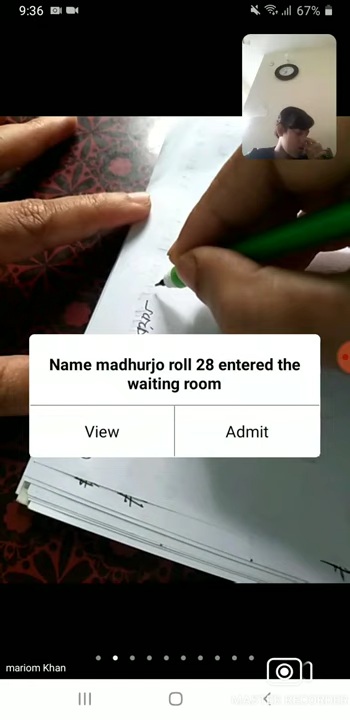 9:36
67%
Name madhurjo roll 28 entered the
waiting room
View
Admit
mariom Khan